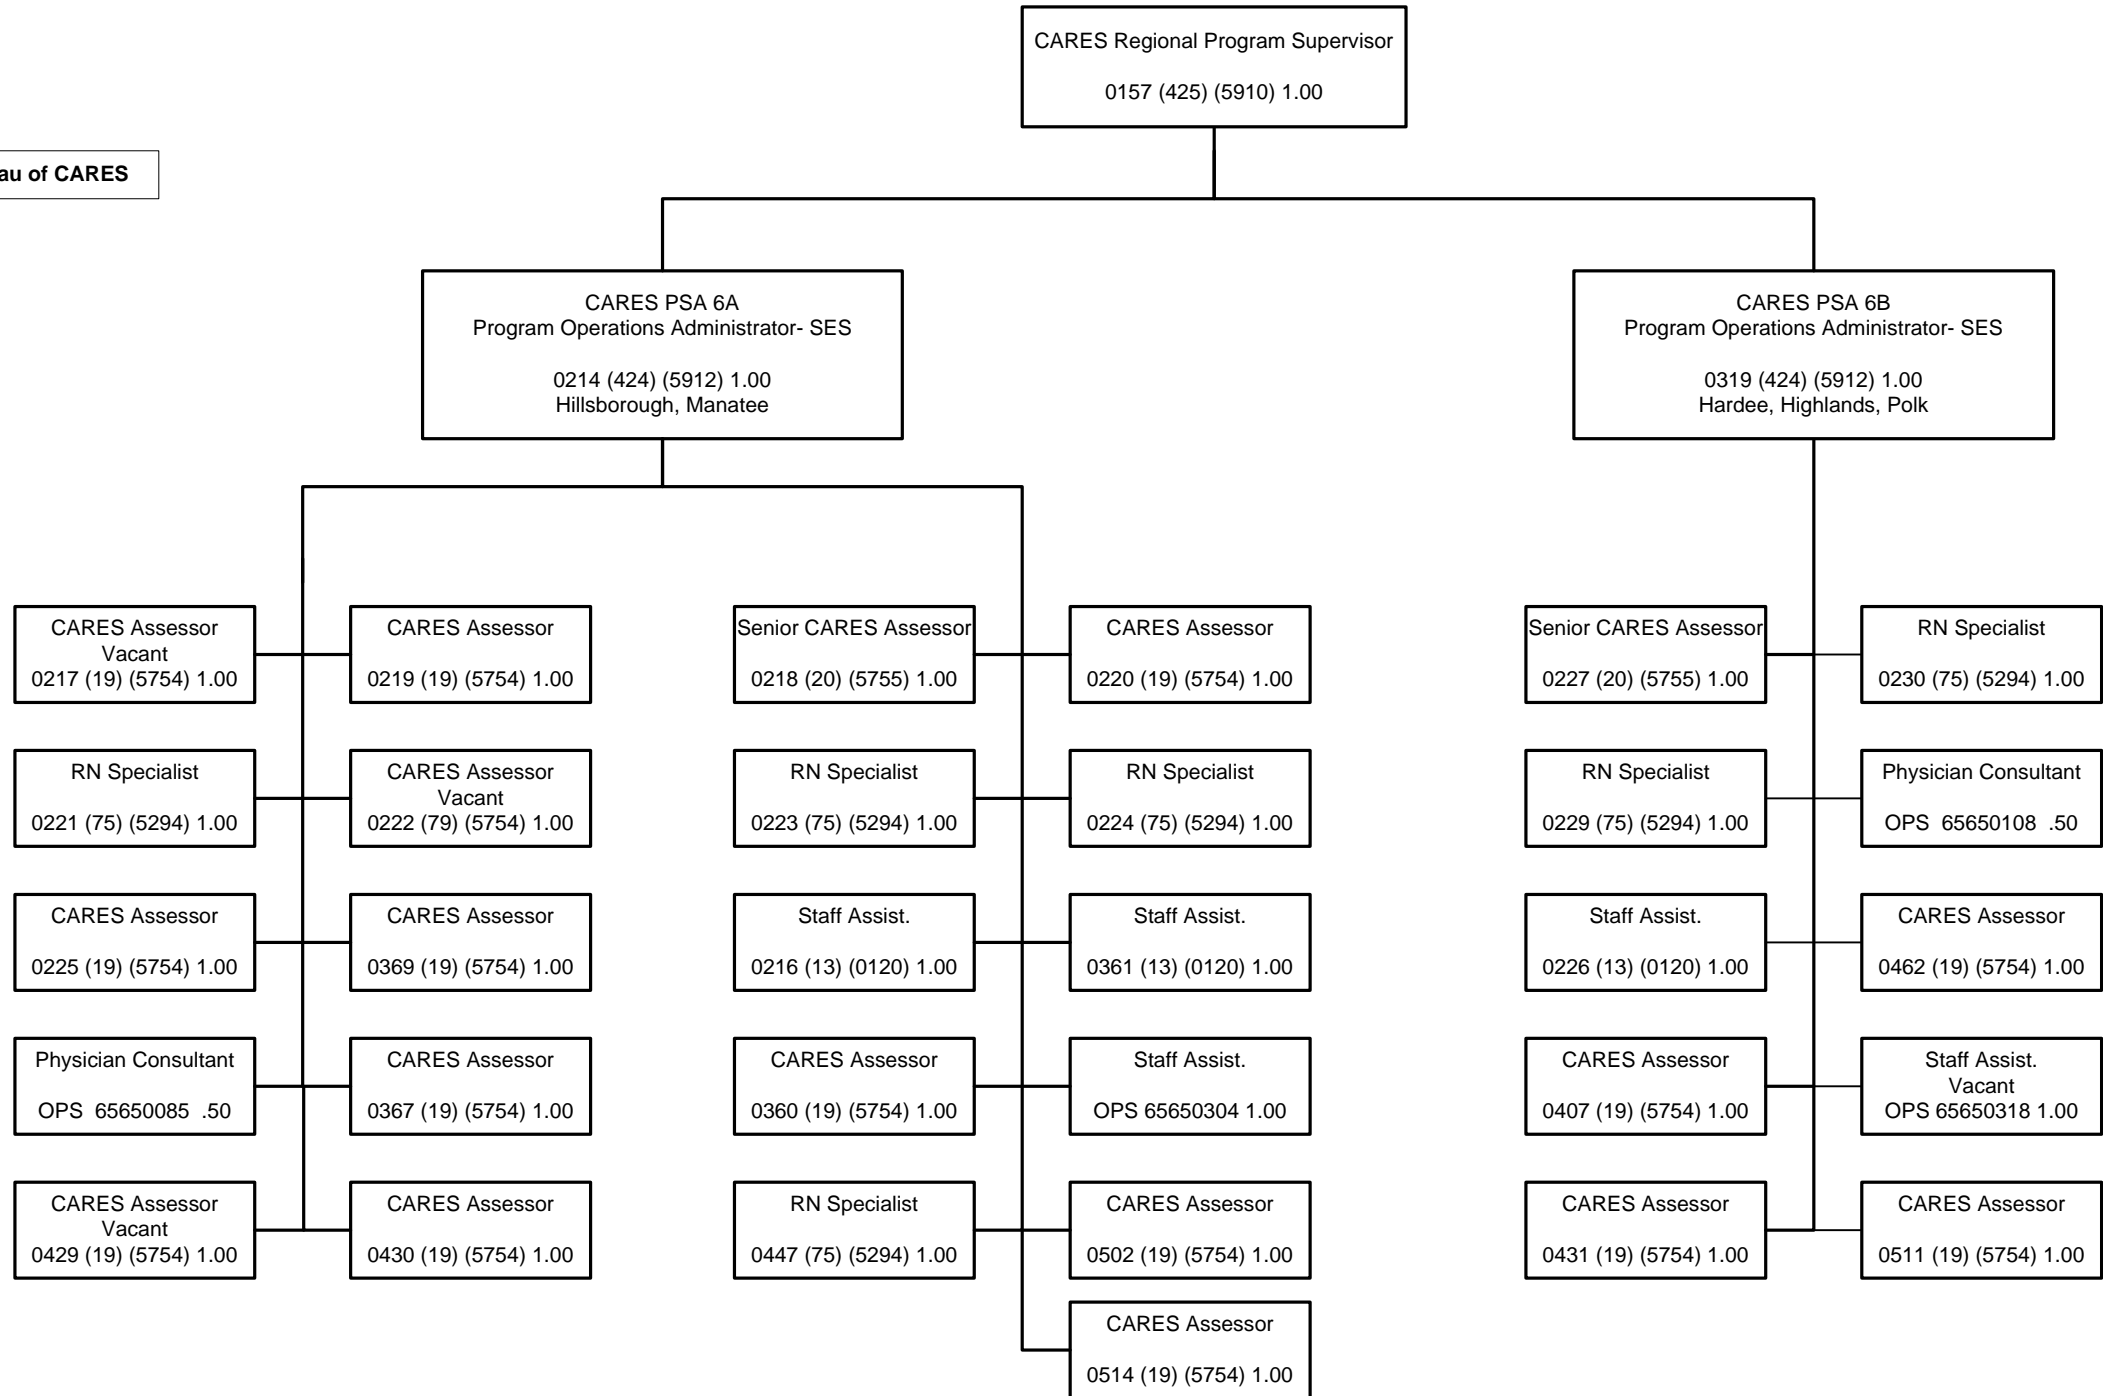 CARES Regional Program Supervisor
0157 (425) (5910) 1.00
au of CARES
CARES PSA 6A
Program Operations Administrator- SES
0214 (424) (5912) 1.00
Hillsborough, Manatee
CARES PSA 6B
Program Operations Administrator- SES
0319 (424) (5912) 1.00
Hardee, Highlands, Polk
CARES Assessor
Vacant
0217 (19) (5754) 1.00
CARES Assessor
0219 (19) (5754) 1.00
Senior CARES Assessor
0218 (20) (5755) 1.00
CARES Assessor
0220 (19) (5754) 1.00
Senior CARES Assessor
0227 (20) (5755) 1.00
RN Specialist
0230 (75) (5294) 1.00
RN Specialist
0221 (75) (5294) 1.00
CARES Assessor
Vacant
0222 (79) (5754) 1.00
RN Specialist
0223 (75) (5294) 1.00
RN Specialist
0224 (75) (5294) 1.00
RN Specialist
0229 (75) (5294) 1.00
Physician Consultant
OPS 65650108 .50
CARES Assessor
0225 (19) (5754) 1.00
CARES Assessor
0369 (19) (5754) 1.00
Staff Assist.
0216 (13) (0120) 1.00
Staff Assist.
0361 (13) (0120) 1.00
Staff Assist.
0226 (13) (0120) 1.00
CARES Assessor
0462 (19) (5754) 1.00
Physician Consultant
OPS 65650085 .50
CARES Assessor
0367 (19) (5754) 1.00
CARES Assessor
0360 (19) (5754) 1.00
Staff Assist.
OPS 65650304 1.00
CARES Assessor
0407 (19) (5754) 1.00
Staff Assist.
Vacant
OPS 65650318 1.00
CARES Assessor
Vacant
0429 (19) (5754) 1.00
CARES Assessor
0430 (19) (5754) 1.00
RN Specialist
0447 (75) (5294) 1.00
CARES Assessor
0502 (19) (5754) 1.00
CARES Assessor
0431 (19) (5754) 1.00
CARES Assessor
0511 (19) (5754) 1.00
CARES Assessor
0514 (19) (5754) 1.00